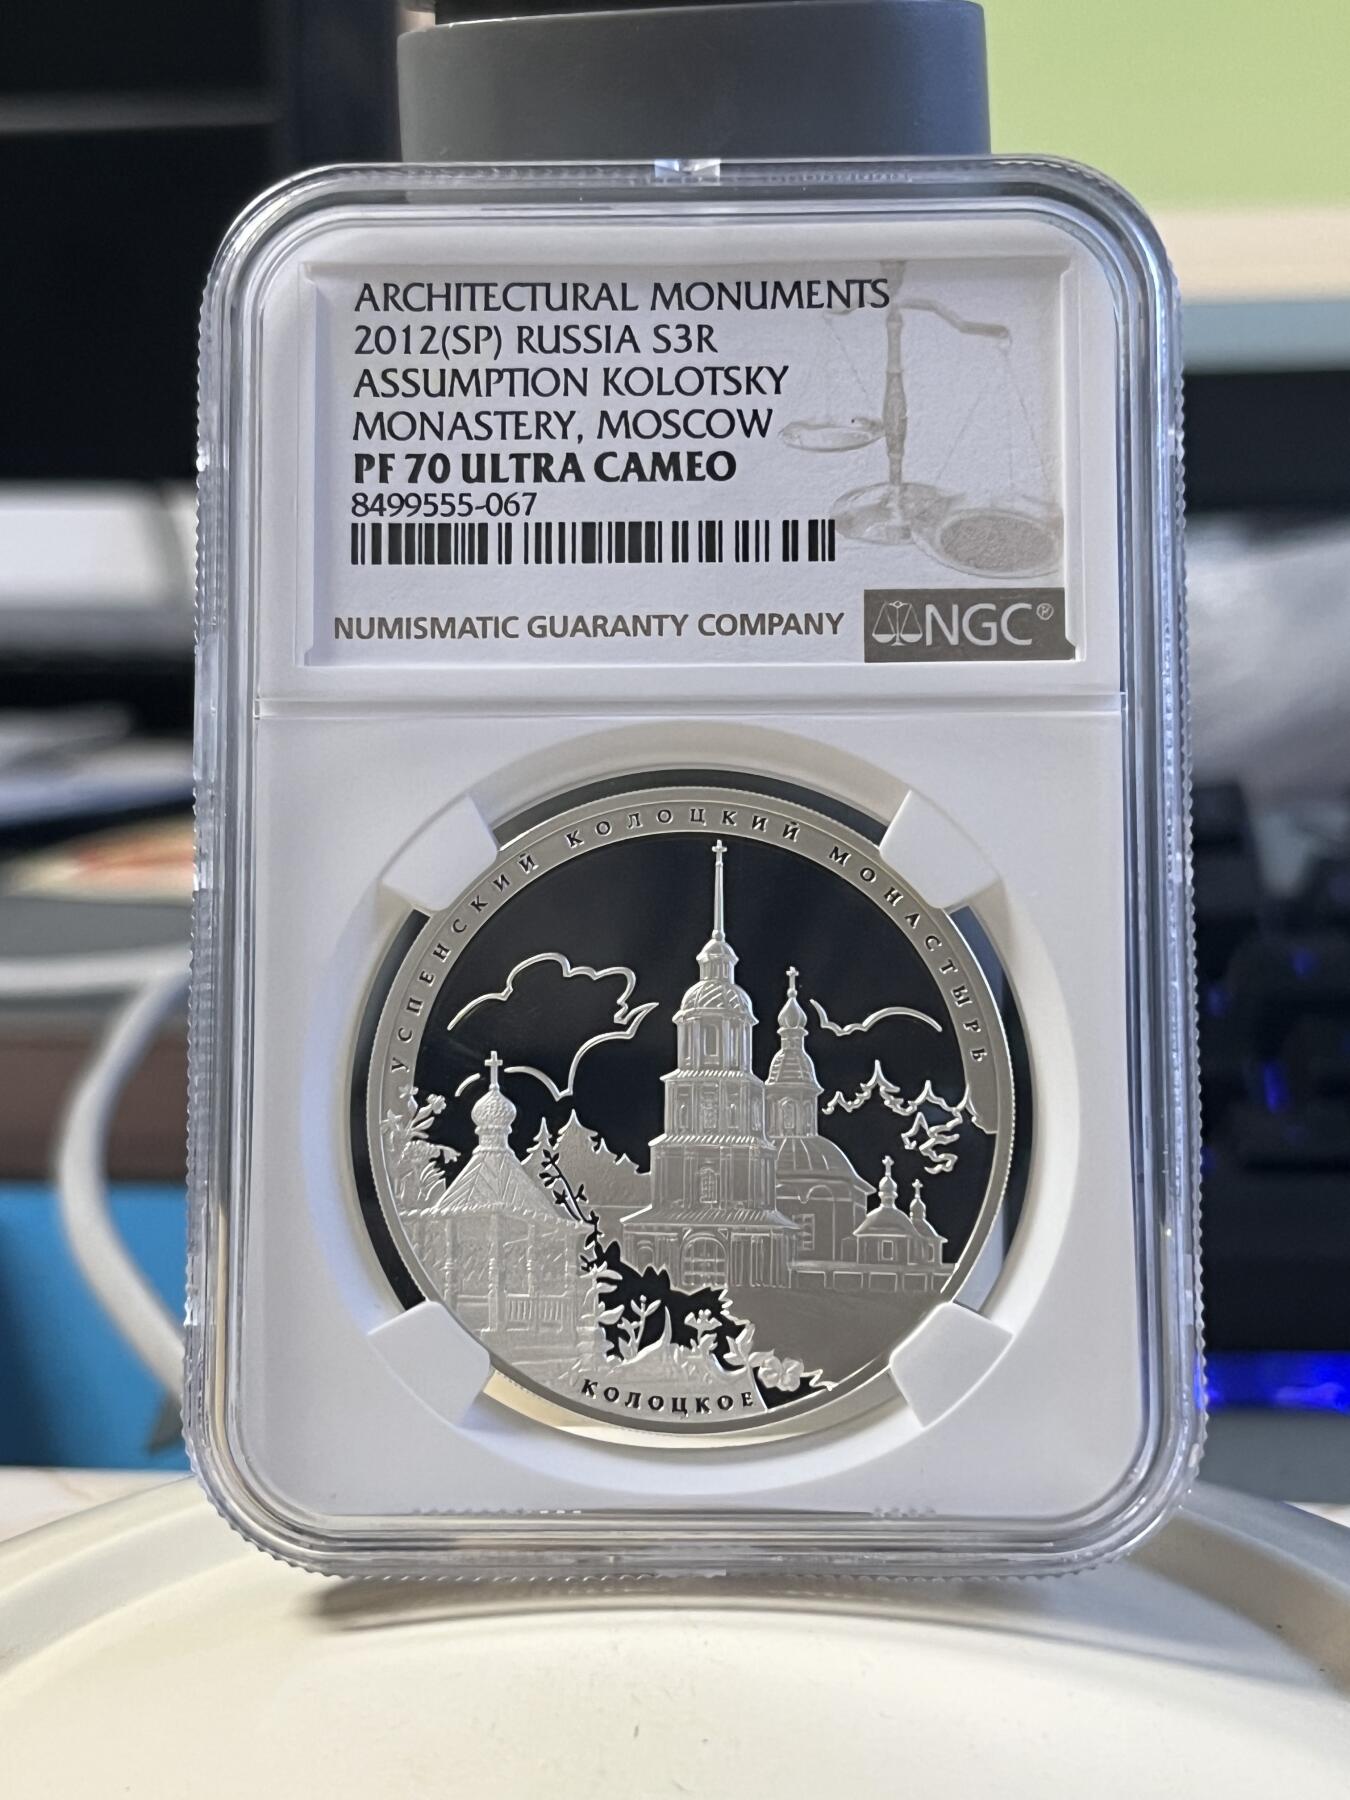 ARCHITECTURAL MONUMENTS
2012(SP) RUSSIA S3R
ASSUMPTION KOLOTSKY
MONASTERY, MOSCOW
PF 70 ULTRA CAMEO
8499555-067
NUMISMATIC GUARANTY COMPANY
NGC®
УСПЕНСКИЙ КОЛОЦКИЙ МОНАСТЫРЬ
КОЛОЦКОЕ